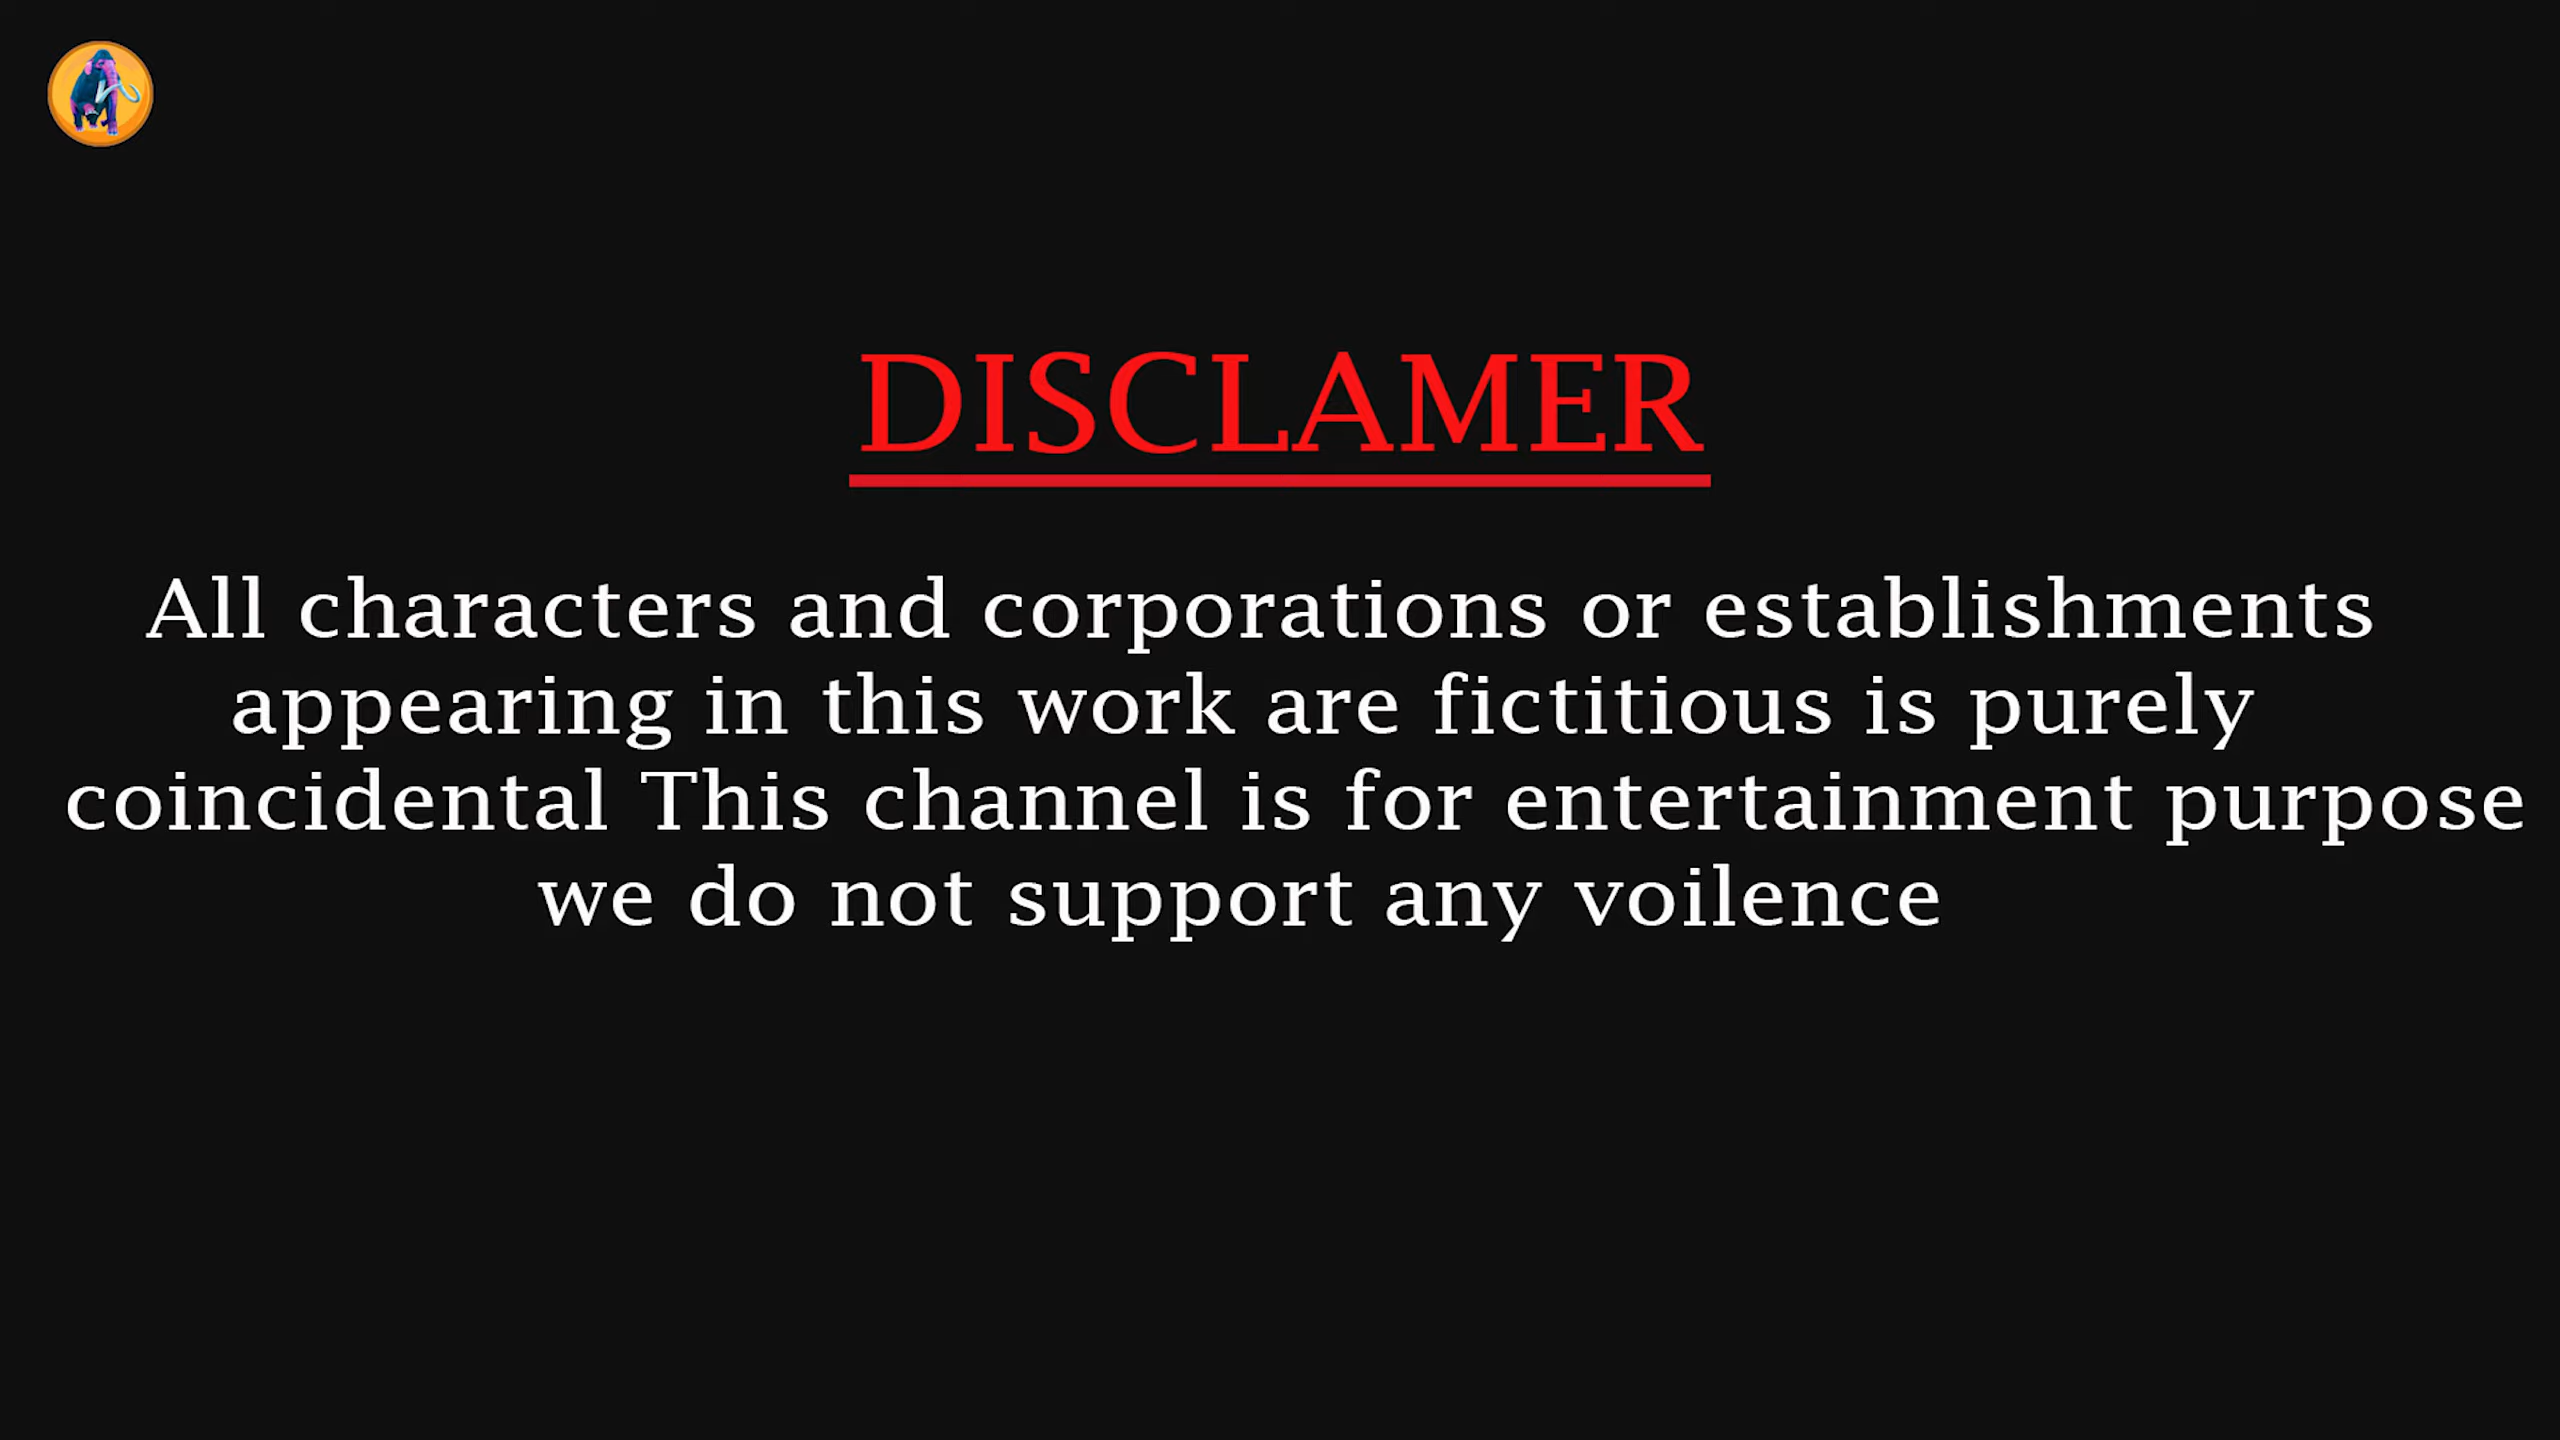 DISCLAMER
All characters and corporations or establishments
appearing in this work are fictitious is purely
coincidental This channel is for entertainment purpose
we do not support any voilence